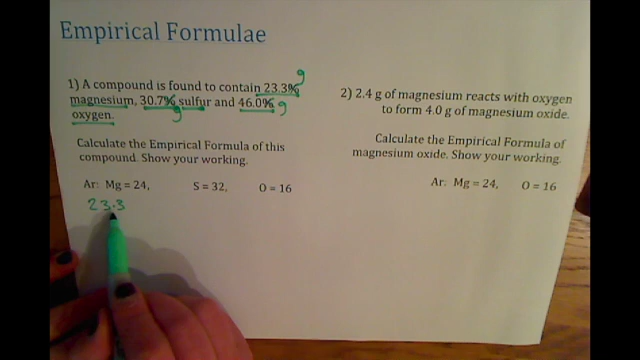 Empirical Formulae
1) A compound is found to contain 23.3% g
magnesium, 30.7% sulfur and 46.0% g
g
oxygen.
Calculate the Empirical Formula of this
compound. Show your working.
Ar: Mg = 24, S = 32, O = 16
23.3
2) 2.4 g of magnesium reacts with oxygen
to form 4.0 g of magnesium oxide.
Calculate the Empirical Formula of
magnesium oxide. Show your working.
Ar: Mg = 24, O = 16